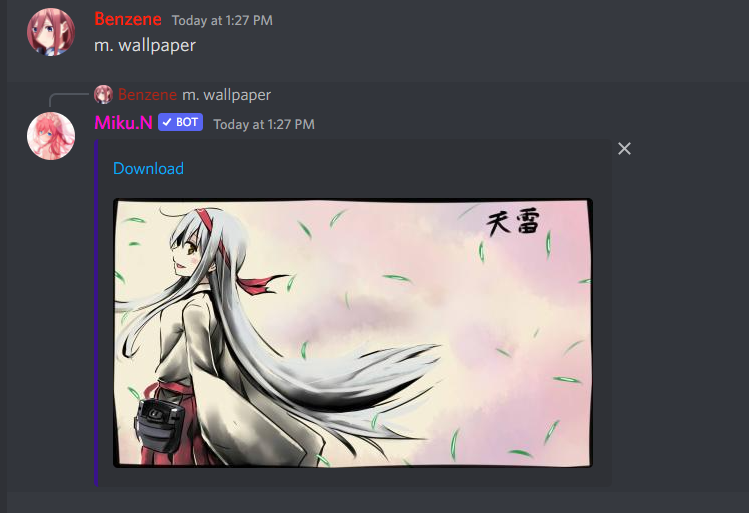 Benzene Today at 1:27 PM
m. wallpaper
Benzene m. wallpaper
Miku.N ✓ BOT Today at 1:27 PM
Download
天雷